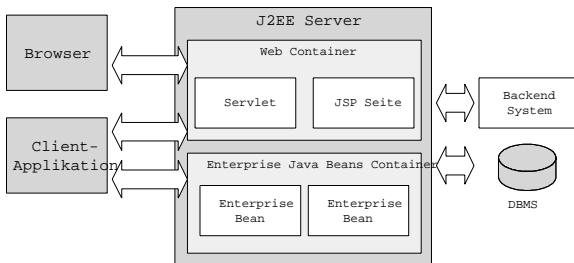 J2EE Server
Browser
Web Container
Servlet
JSP Seite
Backend
System
Client-
Applikation
Enterprise Java Beans Container
Enterprise
Bean
Enterprise
Bean
DBMS